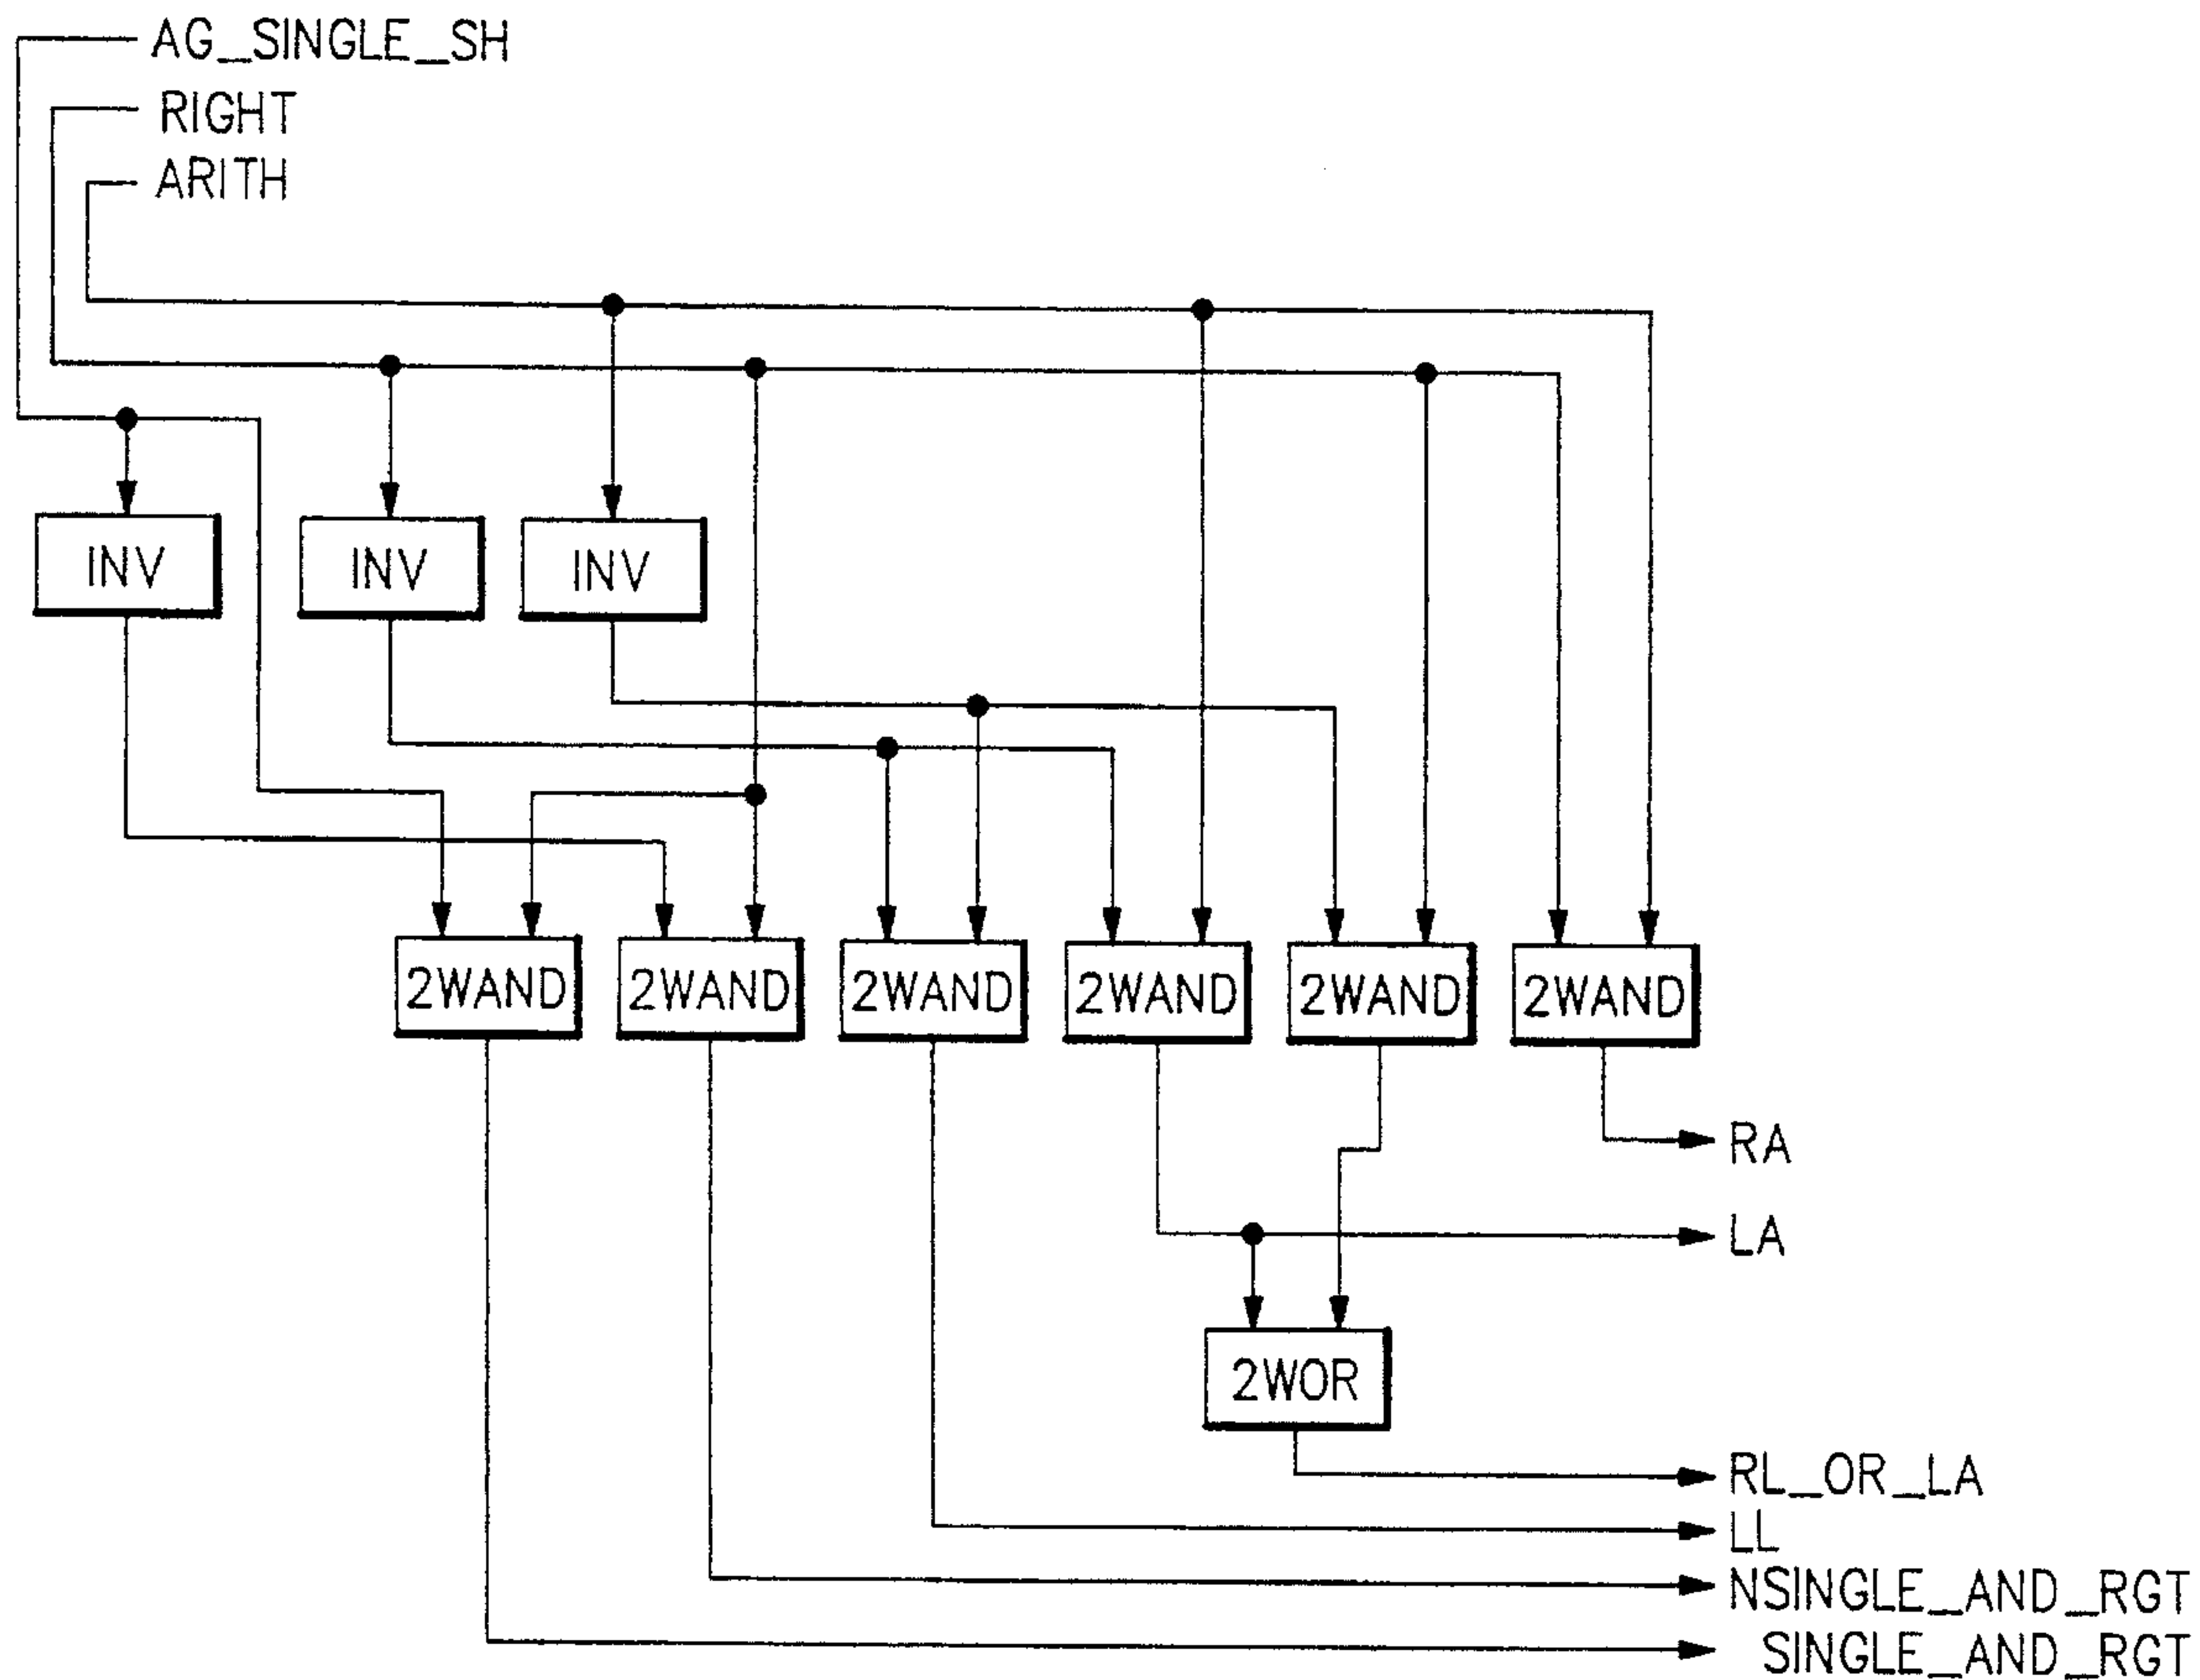 AG_SINGLE_SH
RIGHT
ARITH
INV INV INV
2WAND 2WAND 2WAND 2WAND 2WAND 2WAND
RA
LA
2WOR
RL_OR_LA
LL
NSINGLE_AND_RGT
SINGLE_AND_RGT